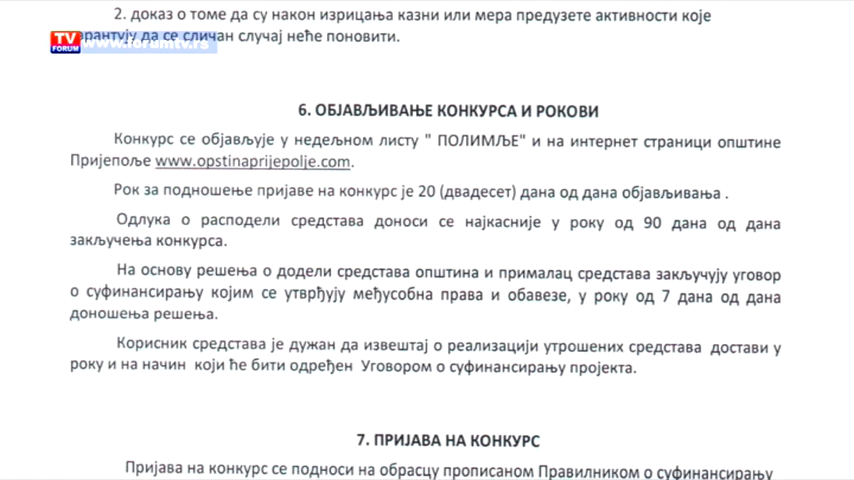 2. доказ о томе да су након изрицања казни или мера предузете активности које
TV FORUM www.forumtv.rs
да се сличан случај неће поновити.
6. ОБЈАВЉИВАЊЕ КОНКУРСА И РОКОВИ
Конкурс се објављује у недељном листу " ПОЛИМЉЕ" и на интернет страници општине
Пријепоље www.opstinaprijepolje.com.
Рок за подношење пријаве на конкурс је 20 (двадесет) дана од дана објављивања .
Одлука о расподели средстава доноси се најкасније у року од 90 дана од дана
закључења конкурса.
На основу решења о додели средстава општина и прималац средстава закључују уговор
о суфинансирању којим се утврђују међусобна права и обавезе, у року од 7 дана од дана
доношења решења.
Корисник средстава је дужан да извештај о реализацији утрошених средстава достави у
року и на начин који ће бити одређен Уговором о суфинансирању пројекта.
7. ПРИЈАВА НА КОНКУРС
Пријава на конкурс се подноси на обрасцу прописаном Правилником о суфинансирању